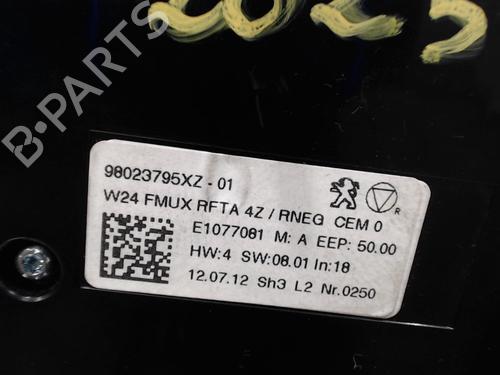 B-PARTS
98023795XZ - 01
W24 FMUX RFTA 4Z / RNEG CEM 0
E1077081 M: A EEP: 50.00
HW:4 SW:08.01 In:18
12.07.12 Sh3 L2 Nr.0250
R